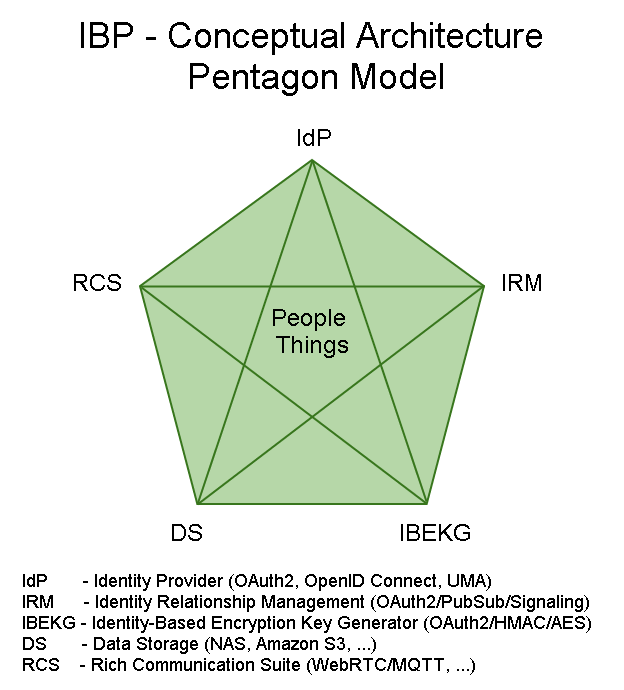 IBP - Conceptual Architecture
Pentagon Model
IdP
RCS
IRM
People
Things
DS
IBEKG
IdP - Identity Provider (OAuth2, OpenID Connect, UMA)
IRM - Identity Relationship Management (OAuth2/PubSub/Signaling)
IBEKG - Identity-Based Encryption Key Generator (OAuth2/HMAC/AES)
DS - Data Storage (NAS, Amazon S3, ...)
RCS - Rich Communication Suite (WebRTC/MQTT, ...)